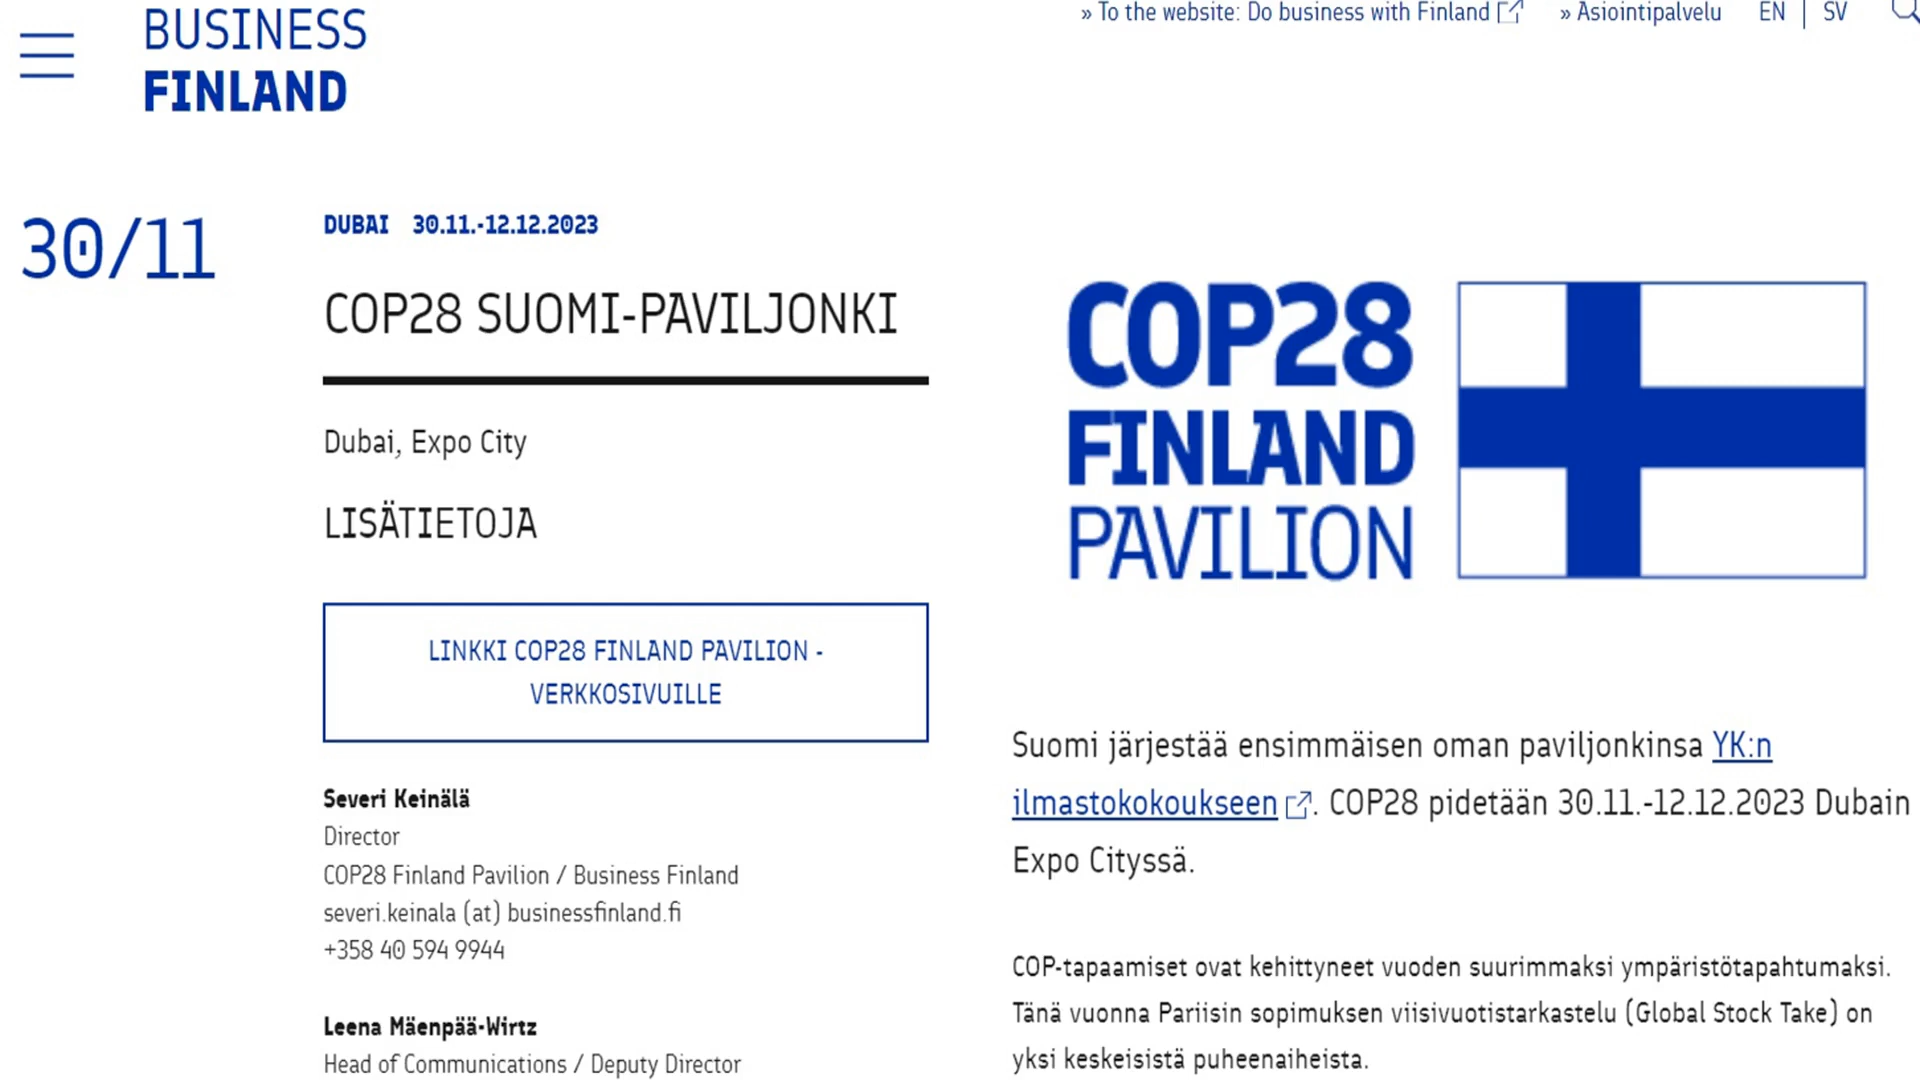 BUSINESS
FINLAND
» To the website: Do business with Finland
» Asiointipalvelu
EN | SV
30/11
DUBAI 30.11.-12.12.2023
COP28 SUOMI-PAVILJONKI
Dubai, Expo City
LISÄTIETOJA
LINKKI COP28 FINLAND PAVILION -
VERKKOSIVUILLE
Severi Keinälä
Director
COP28 Finland Pavilion / Business Finland
severi.keinala (at) businessfinland.fi
+358 40 594 9944
Leena Mäenpää-Wirtz
Head of Communications / Deputy Director
COP28
FINLAND
PAVILION
Suomi järjestää ensimmäisen oman paviljonkinsa YK:n
ilmastokokoukseen. COP28 pidetään 30.11.-12.12.2023 Dubain
Expo Cityssä.
COP-tapaamiset ovat kehittyneet vuoden suurimmaksi ympäristötapahtumaksi.
Tänä vuonna Pariisin sopimuksen viisivuotistarkastelu (Global Stock Take) on
yksi keskeisistä puheenaiheista.